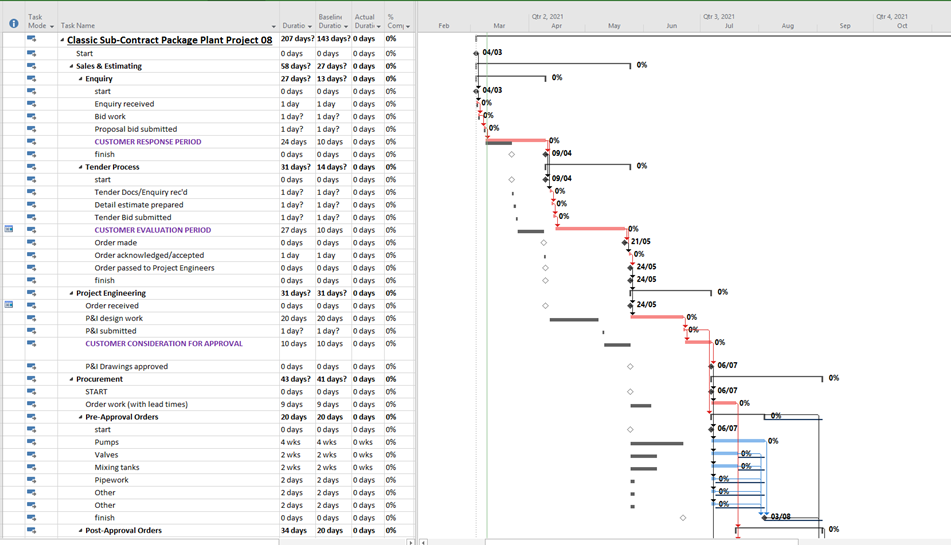 Qtr 2, 2021 Qtr 3, 2021 Qtr 4, 2021
Task Mode Task Name Duratio Baseline Duratio Actual Duratio % Comp Feb Mar Apr May Jun Jul Aug Sep Oct
Classic Sub-Contract Package Plant Project 08 207 days? 143 days? 0 days 0%
Start 0 days 0 days 0 days 0% 04/03
Sales & Estimating 58 days? 27 days? 0 days 0% 0%
Enquiry 27 days? 13 days? 0 days 0% 0%
start 0 days 0 days 0 days 0% 04/03
Enquiry received 1 day 1 day 0 days 0% 0%
Bid work 1 day? 1 day? 0 days 0% 0%
Proposal bid submitted 1 day? 1 day? 0 days 0% 0%
CUSTOMER RESPONSE PERIOD 24 days 10 days 0 days 0% 0%
finish 0 days 0 days 0 days 0% 09/04
Tender Process 31 days? 14 days? 0 days 0% 0%
start 0 days 0 days 0 days 0% 09/04
Tender Docs/Enquiry rec'd 1 day? 1 day? 0 days 0% 0%
Detail estimate prepared 1 day? 1 day? 0 days 0% 0%
Tender Bid submitted 1 day? 1 day? 0 days 0% 0%
CUSTOMER EVALUATION PERIOD 27 days 10 days 0 days 0% 0%
Order made 0 days 0 days 0 days 0% 21/05
Order acknowledged/accepted 1 day 1 day 0 days 0% 0%
Order passed to Project Engineers 0 days 0 days 0 days 0% 24/05
finish 0 days 0 days 0 days 0% 24/05
Project Engineering 31 days? 31 days? 0 days 0% 0%
Order received 0 days 0 days 0 days 0% 24/05
P&I design work 20 days 20 days 0 days 0% 0%
P&I submitted 1 day? 1 day? 0 days 0% 0%
CUSTOMER CONSIDERATION FOR APPROVAL 10 days 10 days 0 days 0% 0%
P&I Drawings approved 0 days 0 days 0 days 0% 06/07
Procurement 43 days? 41 days? 0 days 0% 0%
START 0 days 0 days 0 days 0% 06/07
Order work (with lead times) 9 days 9 days 0 days 0% 0%
Pre-Approval Orders 20 days 20 days 0 days 0% 0%
start 0 days 0 days 0 days 0% 06/07
Pumps 4 wks 4 wks 0 wks 0% 0%
Valves 2 wks 2 wks 0 wks 0% 0%
Mixing tanks 2 wks 2 wks 0 wks 0% 0%
Pipework 2 days 2 days 0 days 0% 0%
Other 2 days 2 days 0 days 0% 0%
Other 2 days 2 days 0 days 0% 0%
finish 0 days 0 days 0 days 0% 03/08
Post-Approval Orders 34 days 20 days 0 days 0% 0%